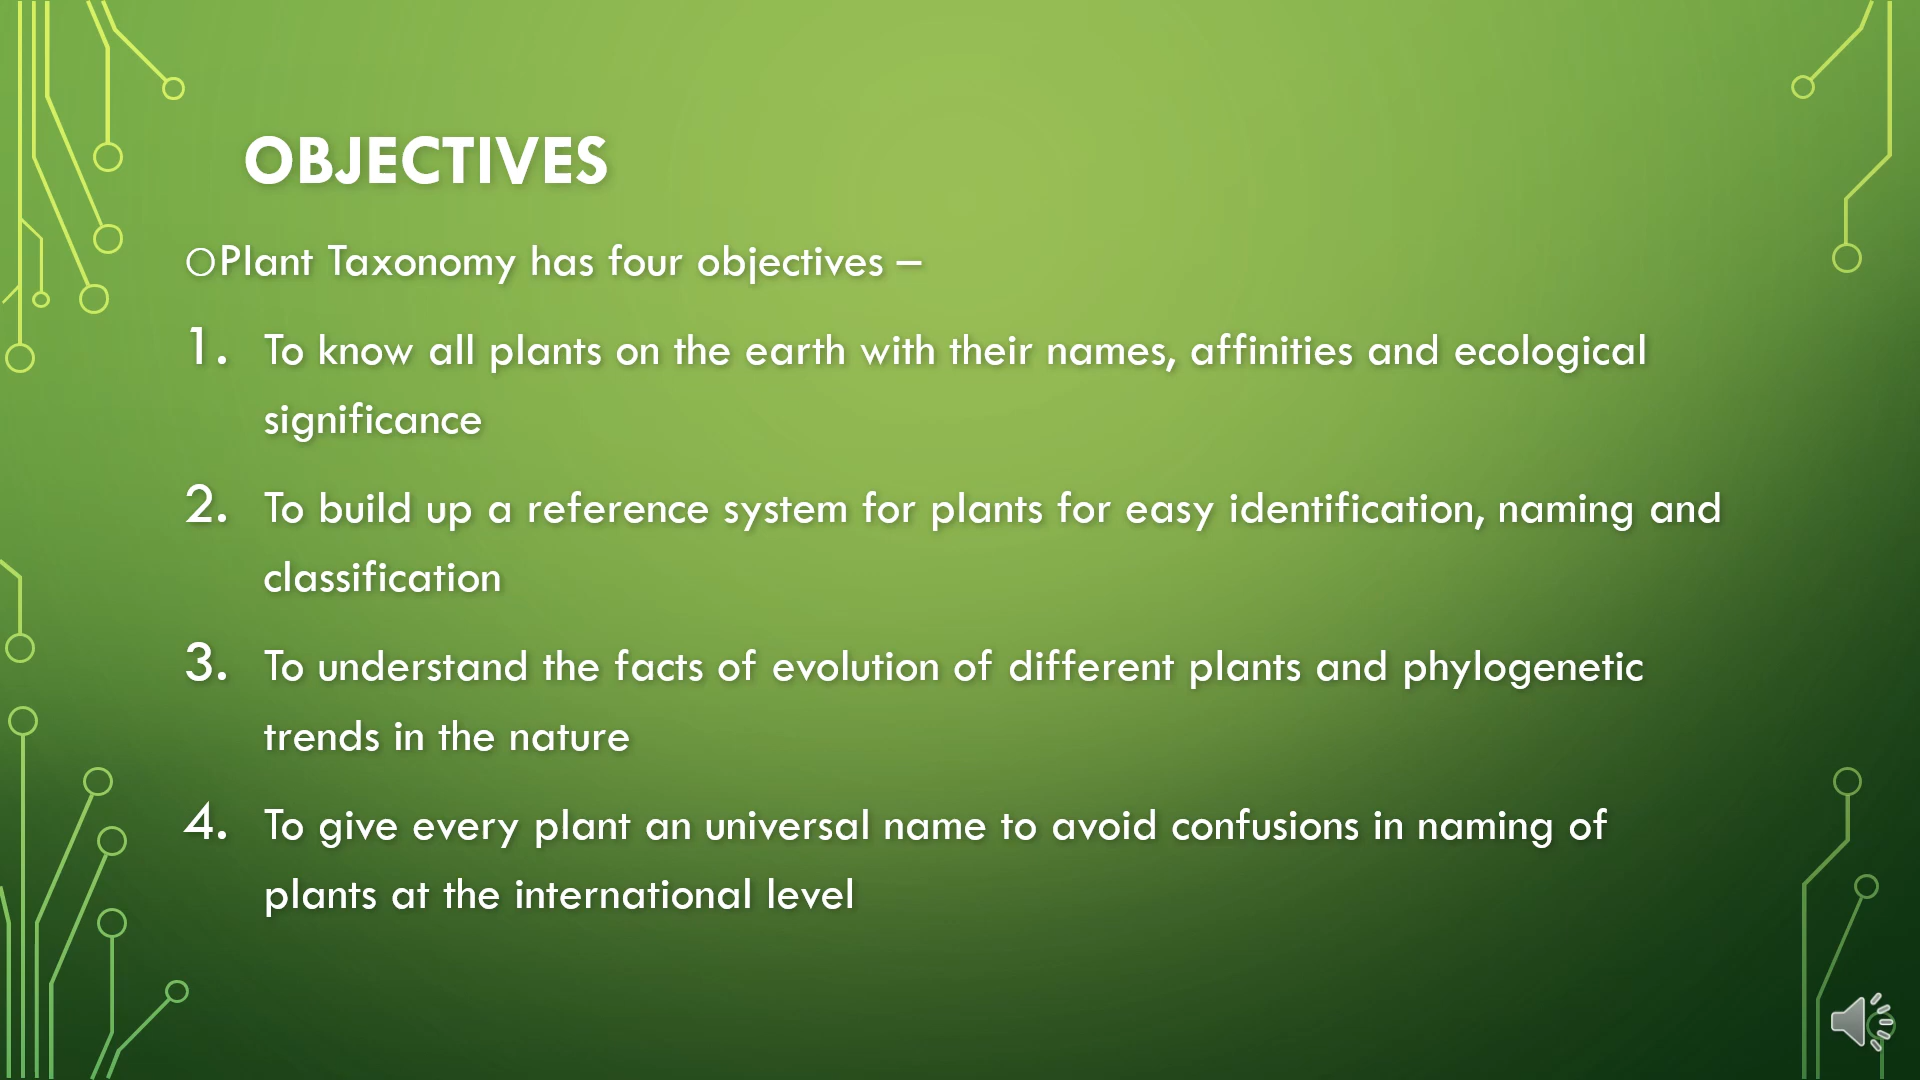 OBJECTIVES
Plant Taxonomy has four objectives –
1. To know all plants on the earth with their names, affinities and ecological
significance
2. To build up a reference system for plants for easy identification, naming and
classification
3. To understand the facts of evolution of different plants and phylogenetic
trends in the nature
4. To give every plant an universal name to avoid confusions in naming of
plants at the international level